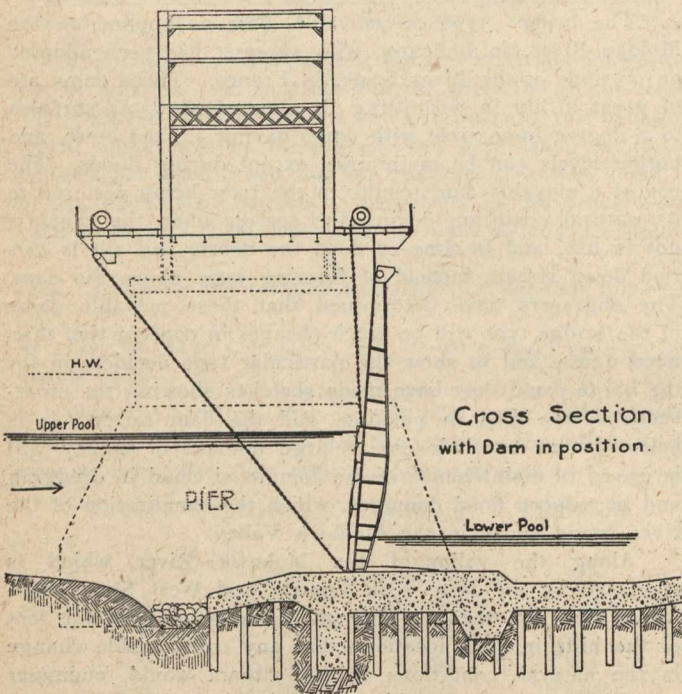 H.W.
Upper Pool
Cross Section
with Dam in position.
PIER
Lower Pool